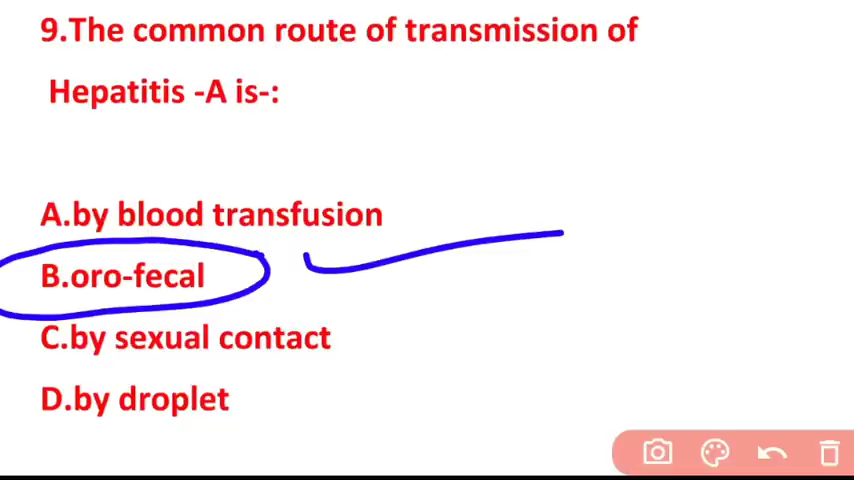 9.The common route of transmission of
Hepatitis -A is-:
A.by blood transfusion
B.oro-fecal
C.by sexual contact
D.by droplet